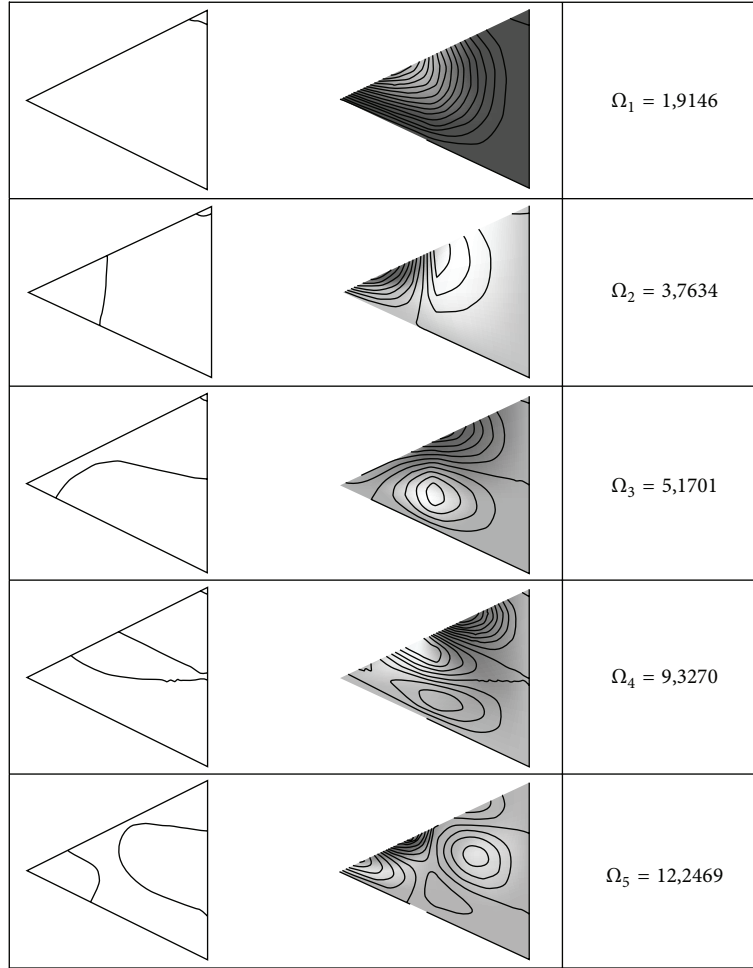 Ω₁ = 1,9146
Ω₂ = 3,7634
Ω₃ = 5,1701
Ω₄ = 9,3270
Ω₅ = 12,2469